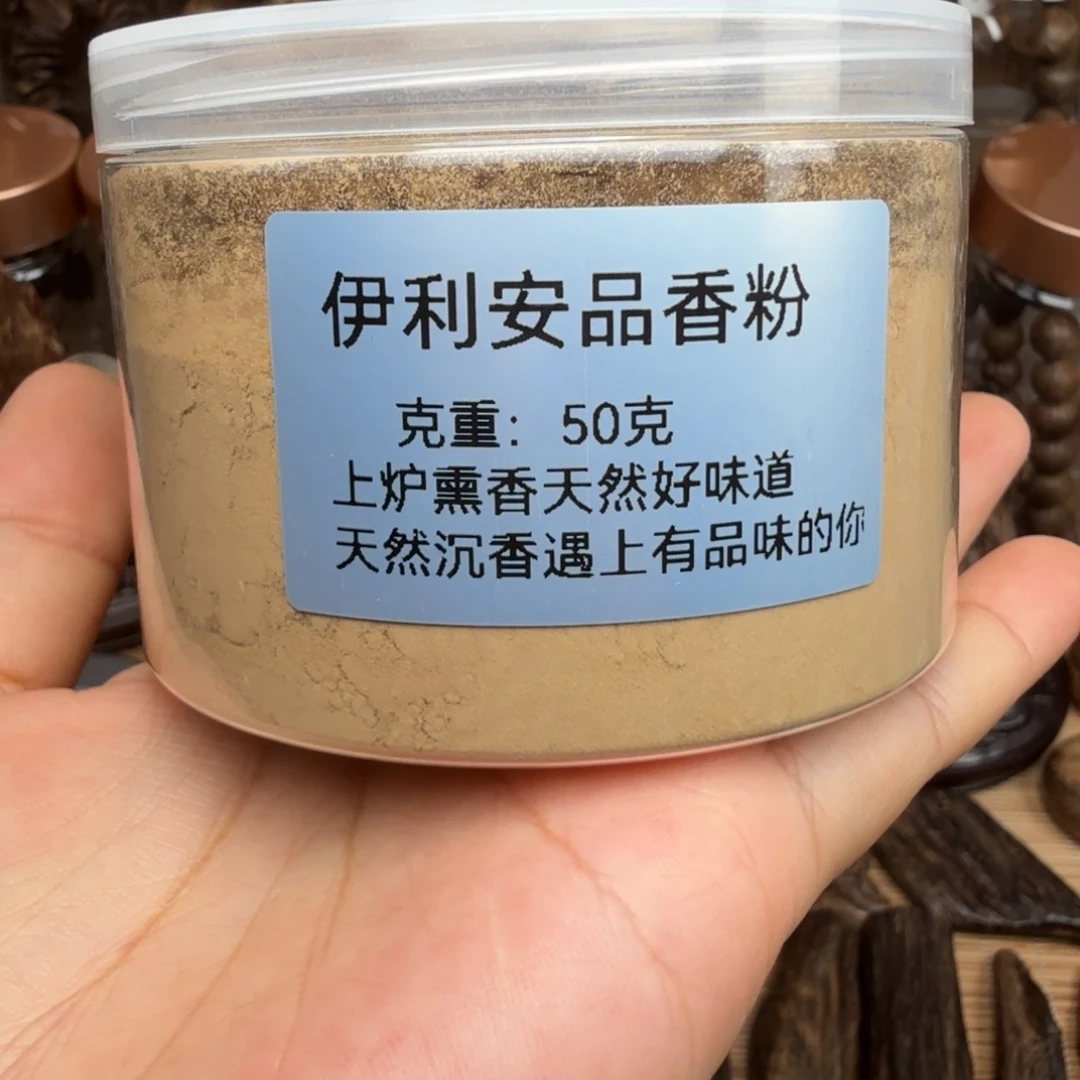 伊利安品香粉
克重：50克
上炉熏香天然好味道
天然沉香遇上有品味的你